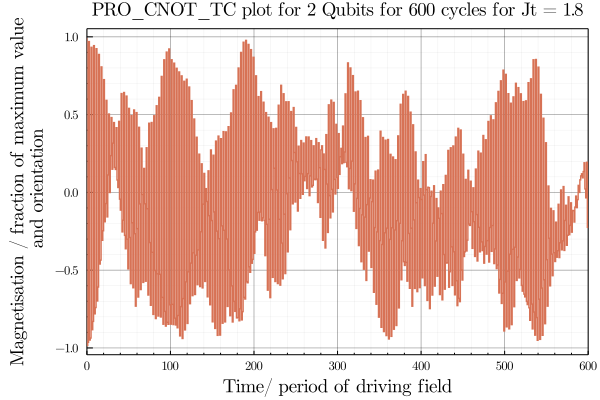 PRO_CNOT_TC plot for 2 Qubits for 600 cycles for Jt = 1.8
Magnetisation / fraction of maximum value
and orientation
1.0
0.5
0.0
−0.5
−1.0
0 100 200 300 400 500 600
Time/ period of driving field